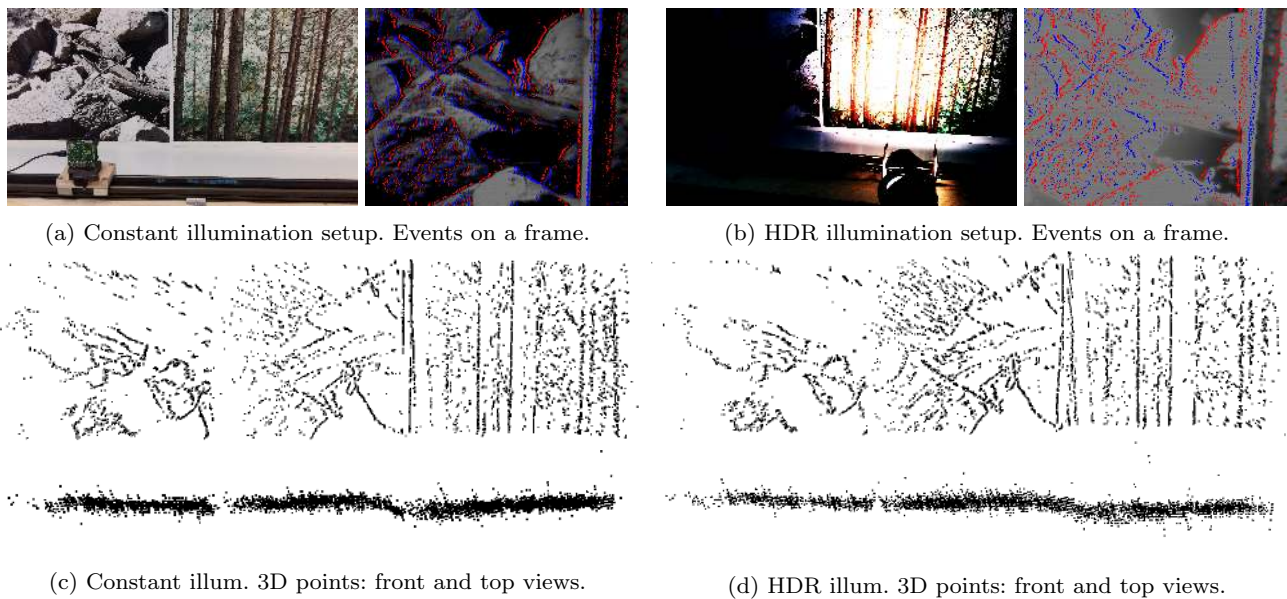 (a) Constant illumination setup. Events on a frame.
(b) HDR illumination setup. Events on a frame.
(c) Constant illum. 3D points: front and top views.
(d) HDR illum. 3D points: front and top views.